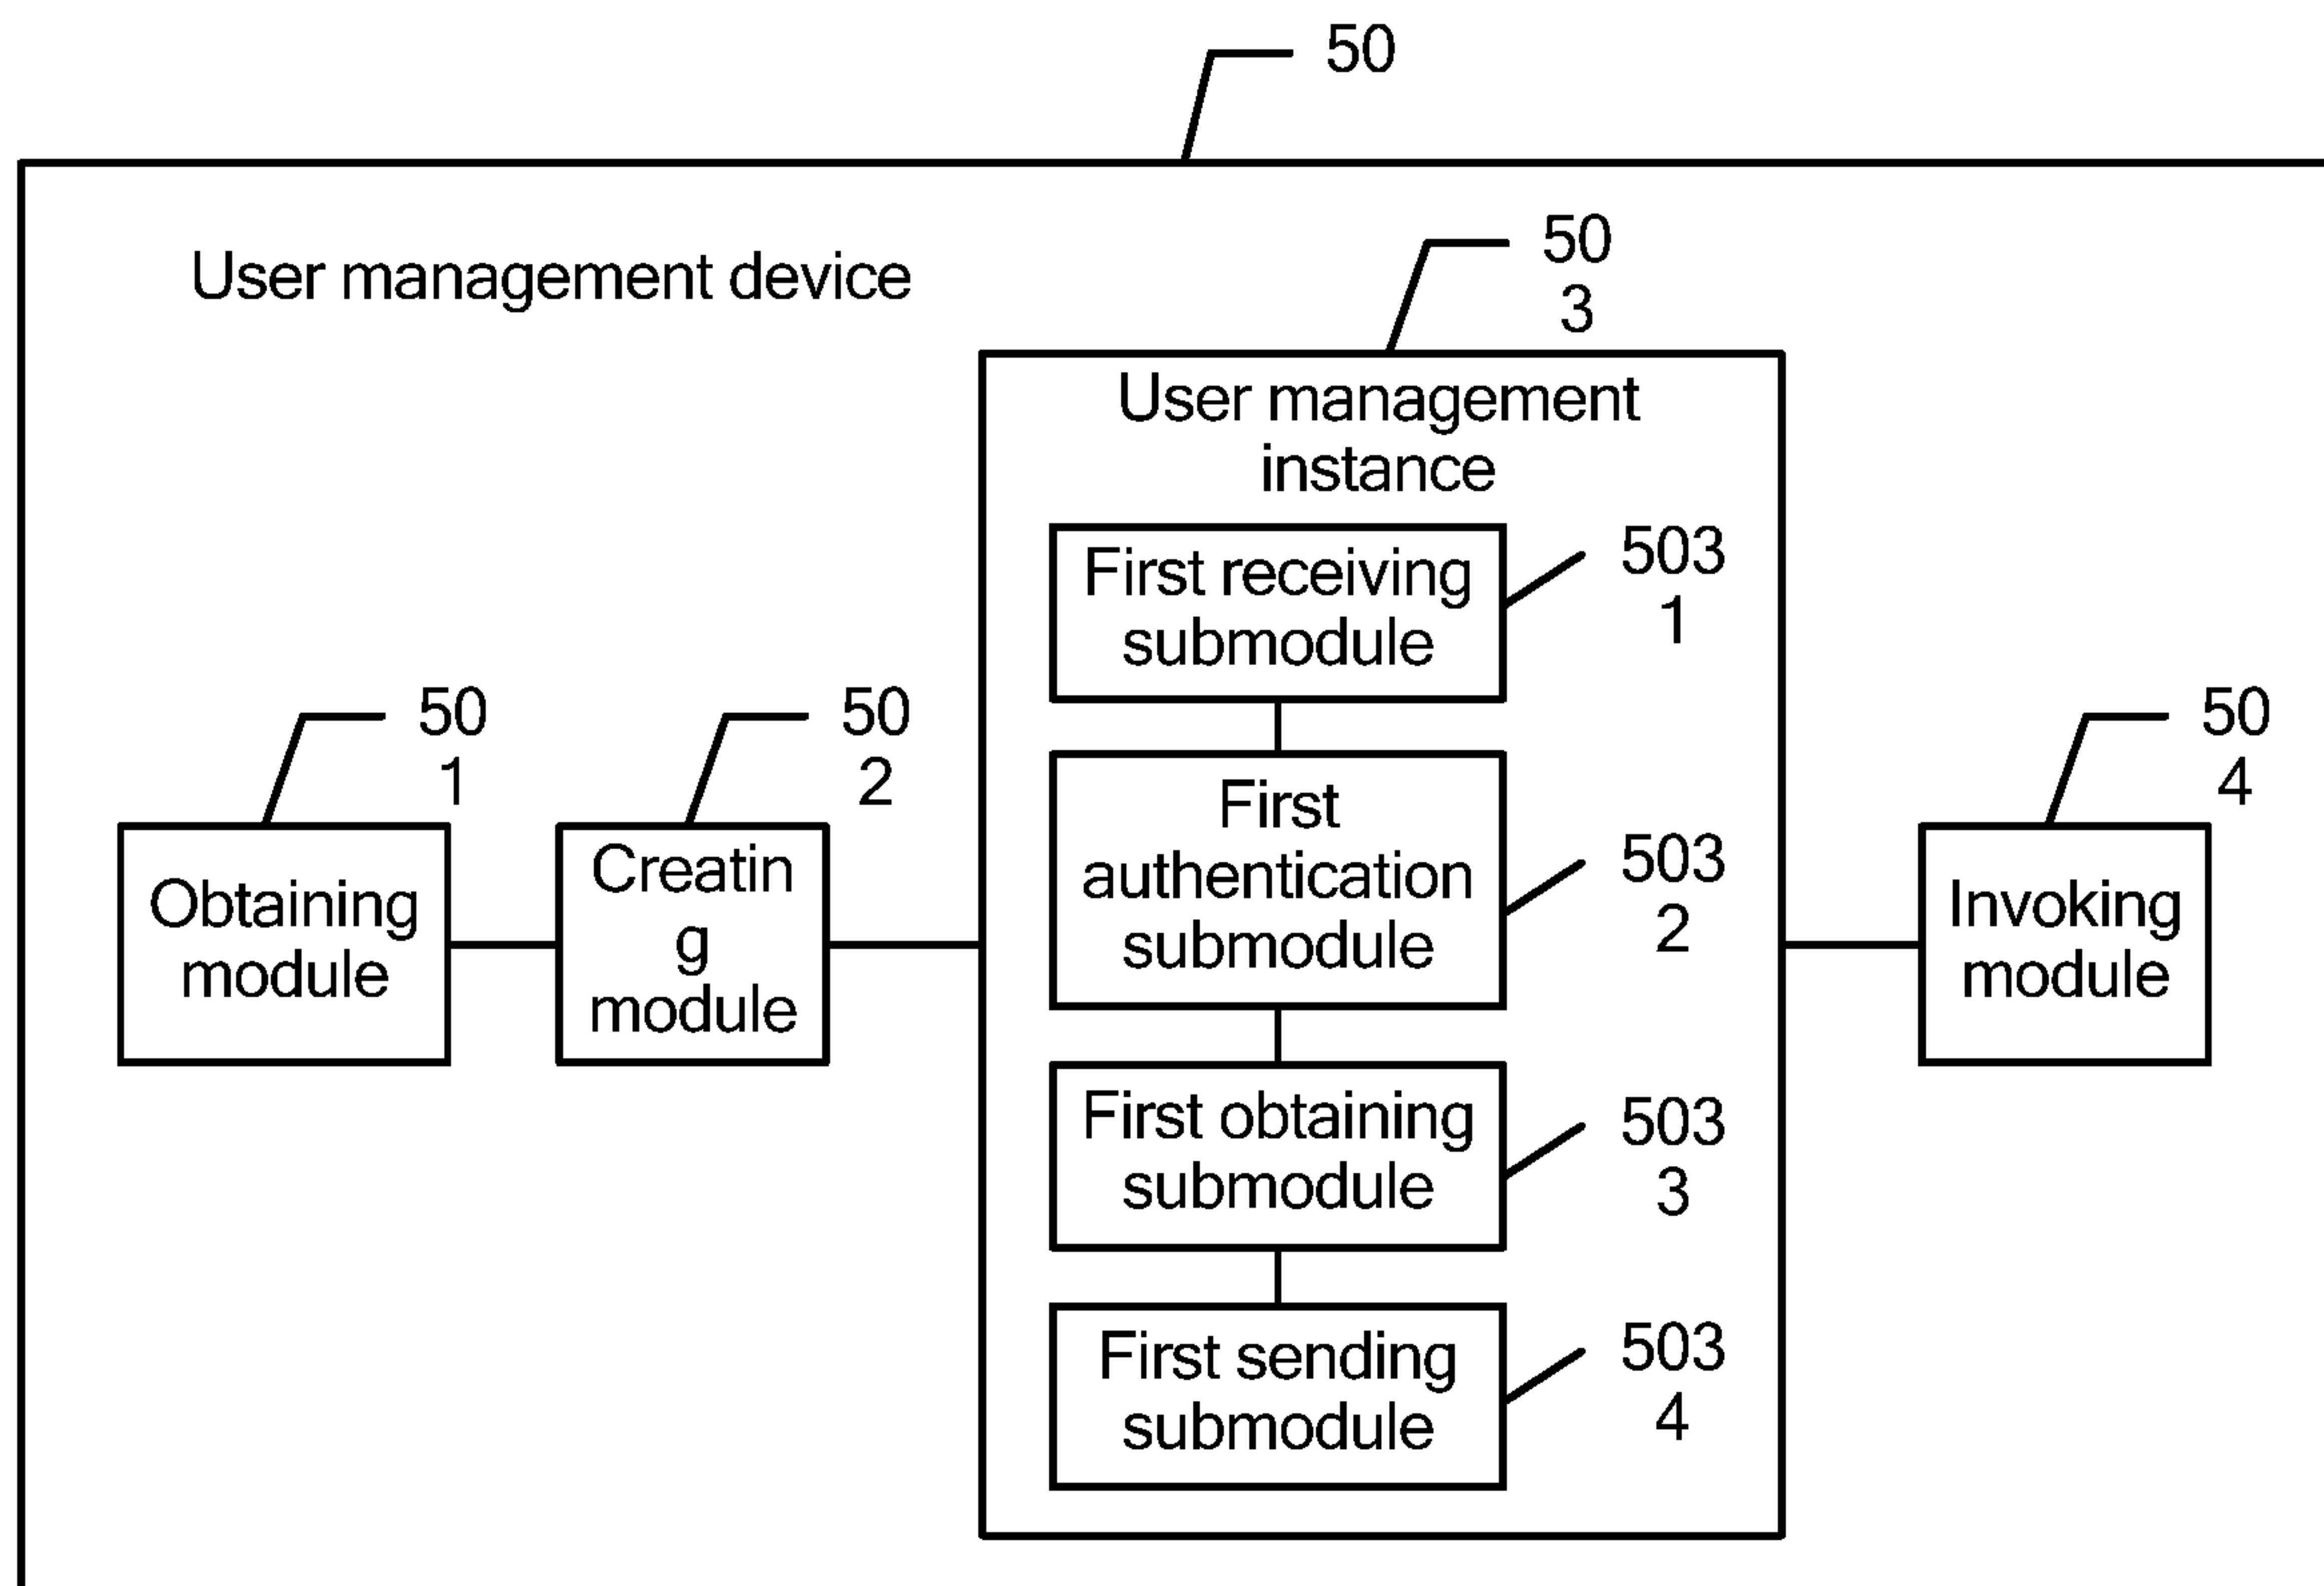 50
User management device
50
3
User management
instance
First receiving
submodule
503
1
50
1
50
2
50
4
First
authentication
submodule
503
2
Obtaining
module
Creatin
g
module
Invoking
module
First obtaining
submodule
503
3
First sending
submodule
503
4